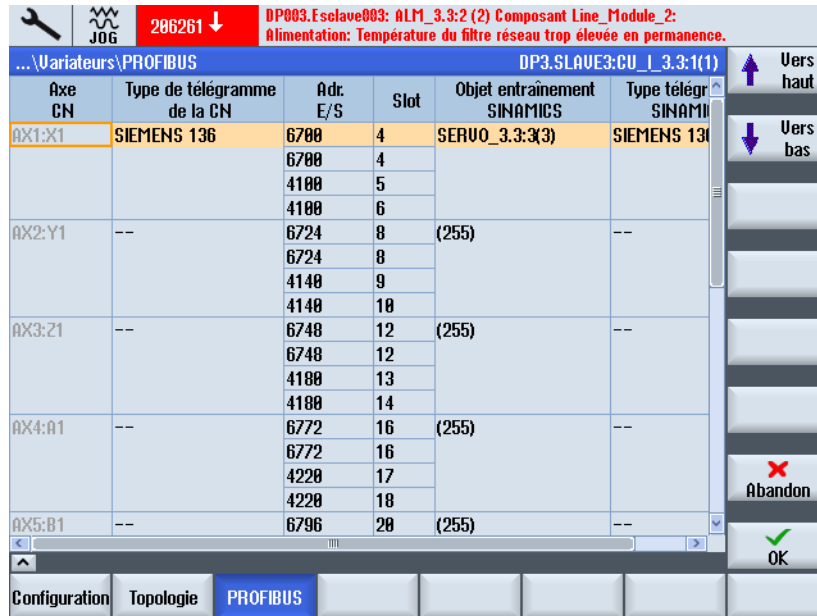 JOG
206261
DP003.Esclave003: ALM_3.3:2 (2) Composant Line_Module_2:
Alimentation: Température du filtre réseau trop élevée en permanence.
...\Variateurs\PROFIBUS DP3.SLAVE3:CU_I_3.3:1(1)
Axe CN Type de télégramme de la CN Adr. E/S Slot Objet entraînement SINAMICS Type télégr SINAMI
AX1:X1 SIEMENS 136 6700 4 SERVO_3.3:3(3) SIEMENS 13
6700 4
4100 5
4100 6
AX2:Y1 -- 6724 8 (255) --
6724 8
4140 9
4140 10
AX3:Z1 -- 6748 12 (255) --
6748 12
4180 13
4180 14
AX4:A1 -- 6772 16 (255) --
6772 16
4220 17
4220 18
AX5:B1 -- 6796 20 (255) --
Vers haut
Vers bas
Abandon
OK
Configuration Topologie PROFIBUS